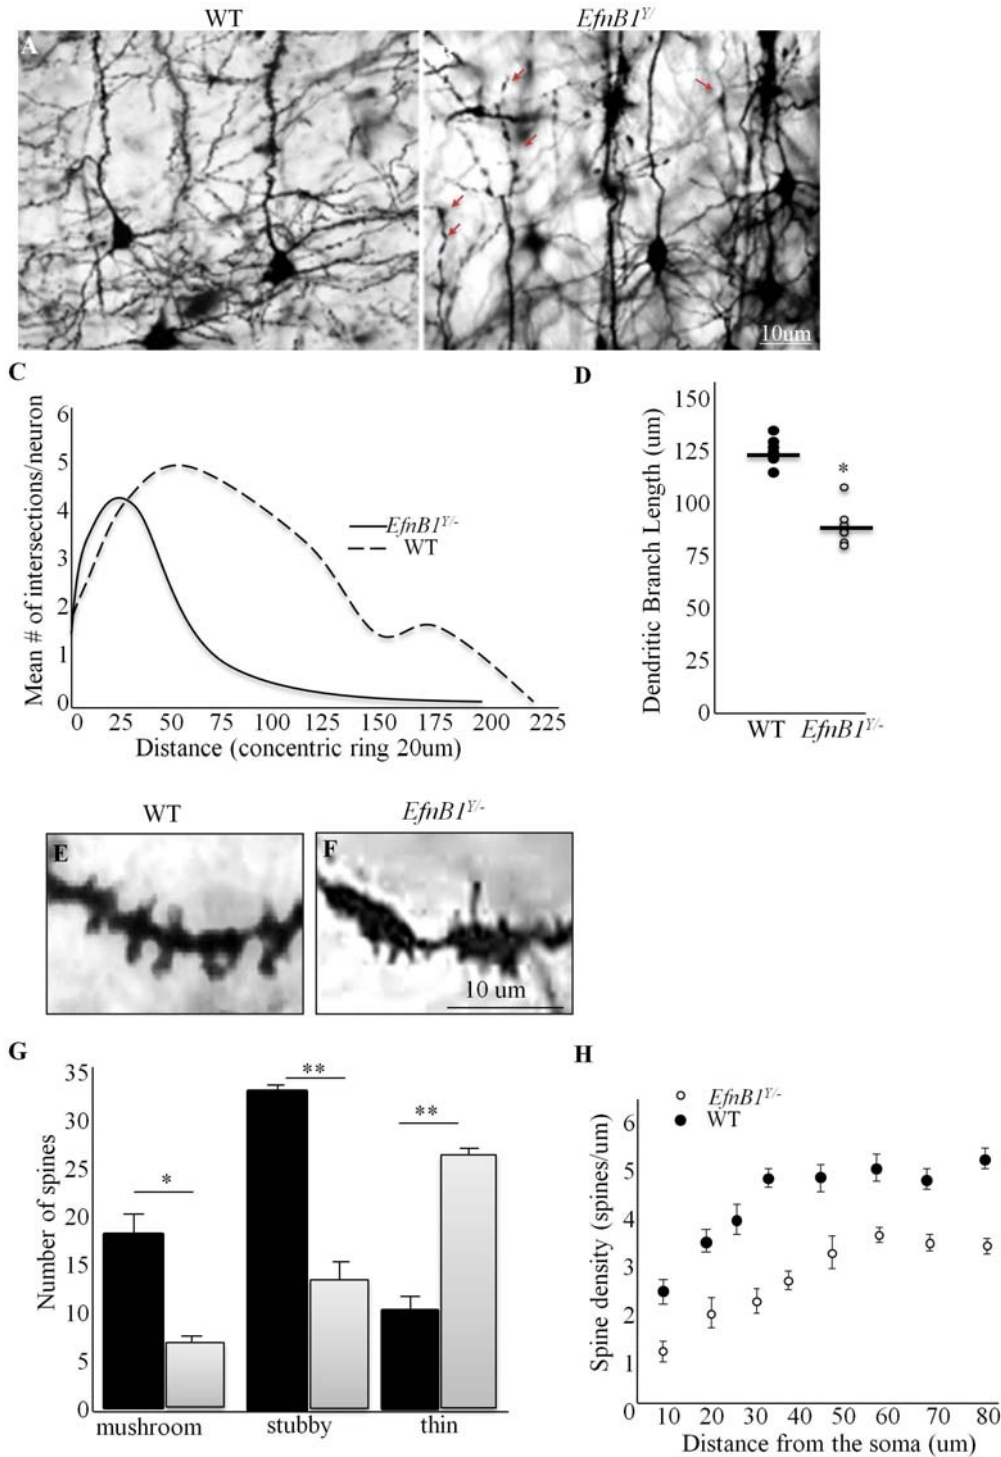 WT
EfnB1Y/
A
10um
C
Mean # of intersections/neuron
6
5
4
3
2
1
0
EfnB1Y/-
WT
0 25 50 75 100 125 150 175 200 225
Distance (concentric ring 20um)
D
Dendritic Branch Length (um)
150
125
100
75
50
25
0
*
WT EfnB1Y/-
WT
EfnB1Y/-
E
F
10 um
G
Number of spines
35
30
25
20
15
10
5
0
*
**
**
mushroom stubby thin
H
EfnB1Y/-
WT
Spine density (spines/um)
6
5
4
3
2
1
0
10 20 30 40 50 60 70 80
Distance from the soma (um)